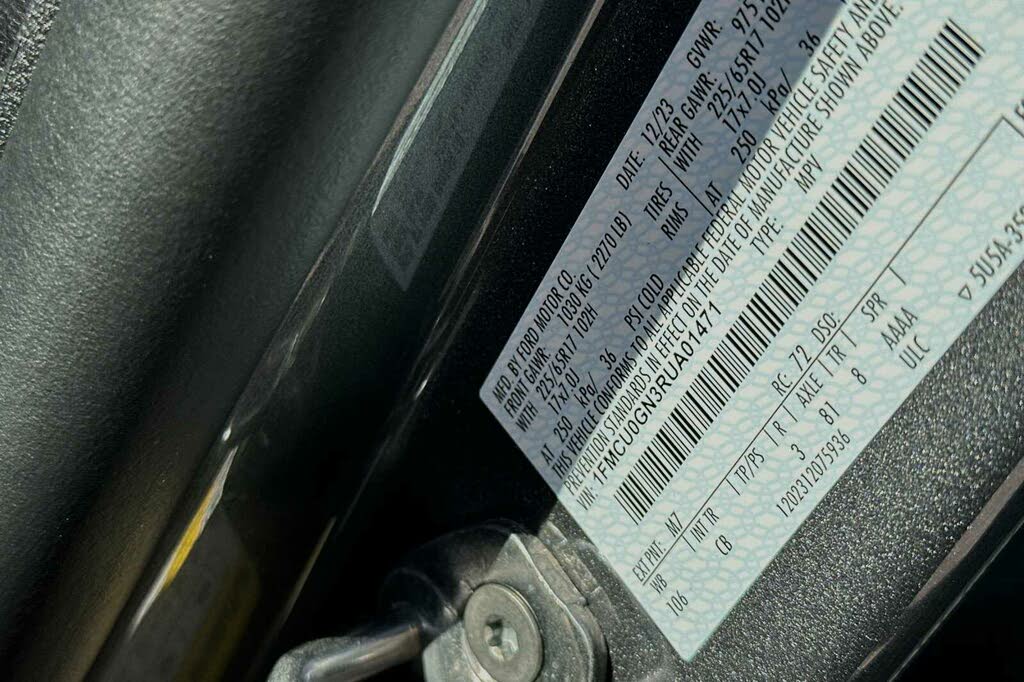 MFD. BY FORD MOTOR CO.
DATE: 12/23
GVWR: 975
FRONT GAWR: 1030 KG ( 2270 LB)
REAR GAWR:
WITH 225/65R17 102H TIRES
WITH 225/65R17 102H
17x7.0J RIMS
17x7.0J
AT 250 kPa/ 36 PSI COLD
AT 250 kPa/ 36
THIS VEHICLE CONFORMS TO ALL APPLICABLE FEDERAL MOTOR VEHICLE SAFETY AND
PREVENTION STANDARDS IN EFFECT ON THE DATE OF MANUFACTURE SHOWN ABOVE.
VIN: 1FMCU0GN3RUA01471
TYPE: MPV
EXT PNT: M7 RC: 72 DSO:
WB INT TR TP/PS R AXLE TR SPR
106 CB 3 81 8 AAAA
ULC
1202312075936
▽ 5U5A-35